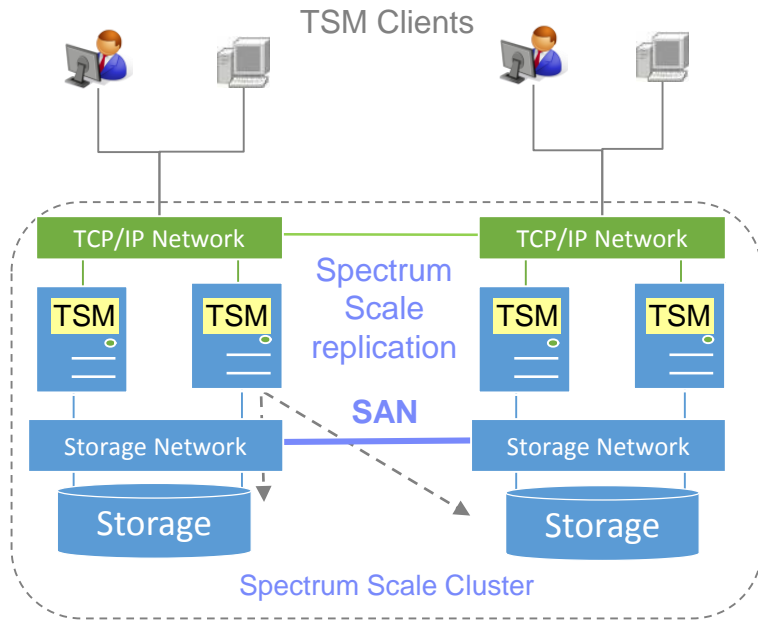 TSM Clients
TCP/IP Network
TCP/IP Network
Spectrum
Scale
replication
TSM
TSM
TSM
TSM
SAN
Storage Network
Storage Network
Storage
Storage
Spectrum Scale Cluster